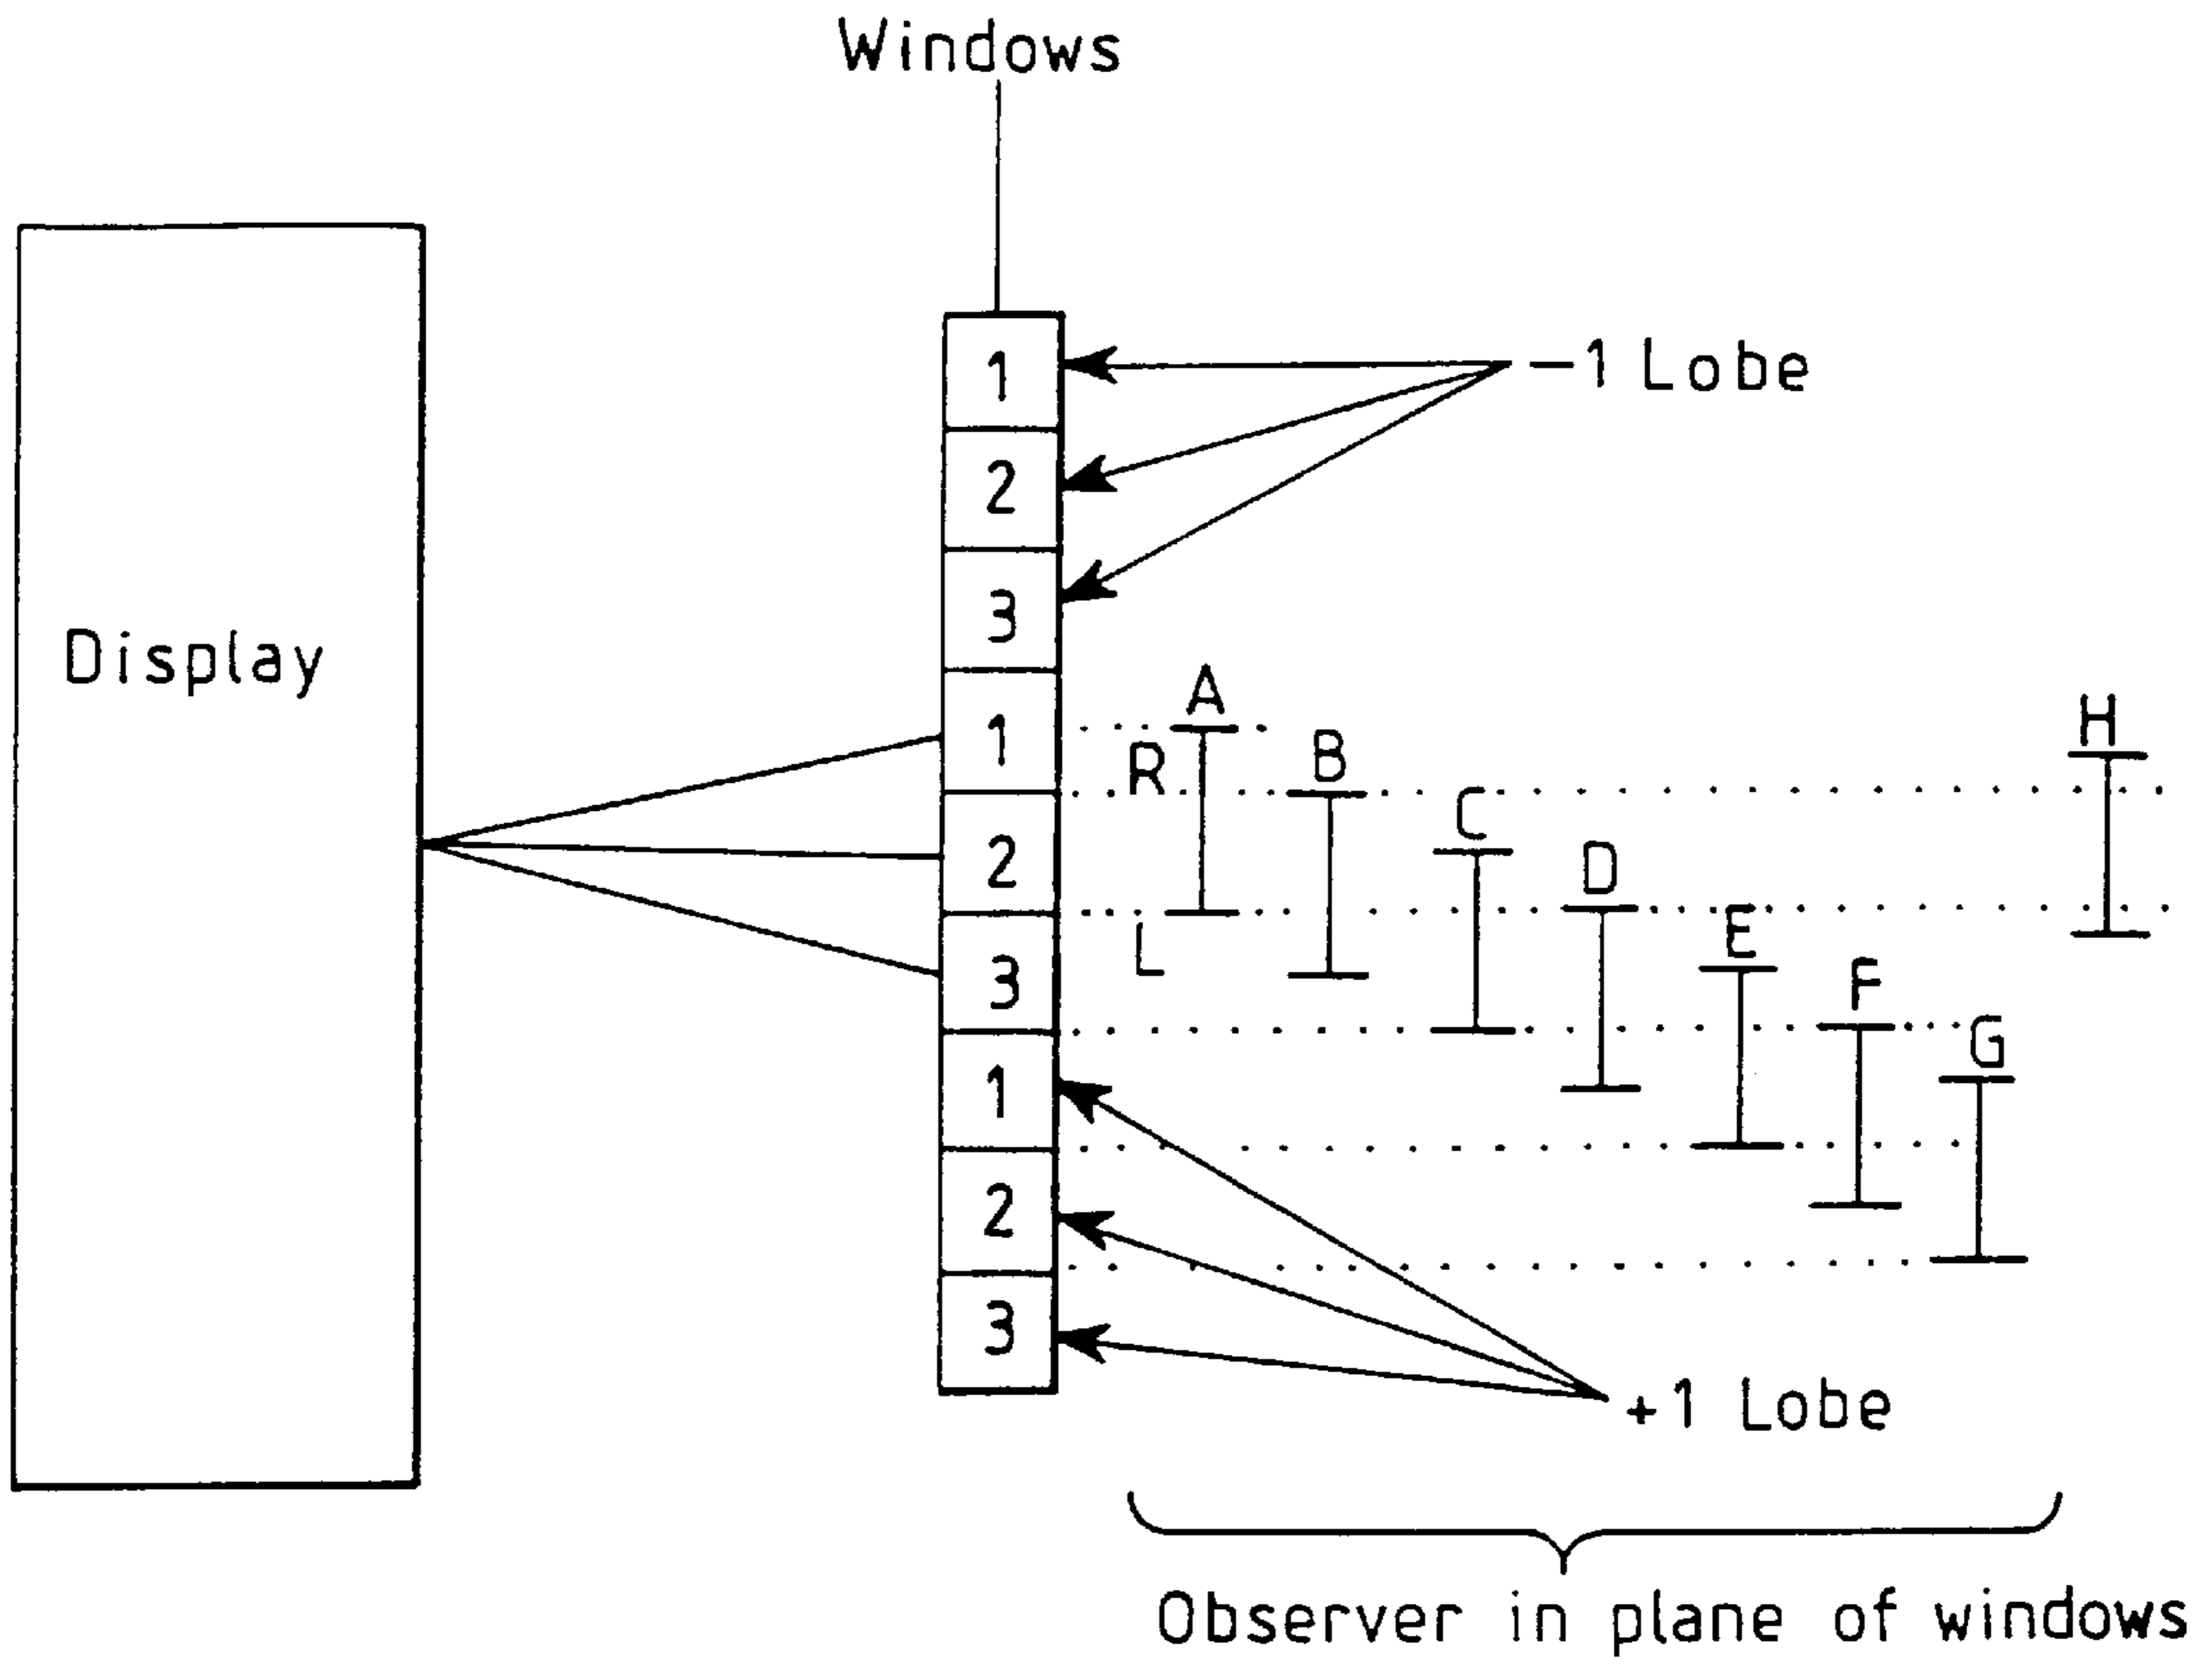 Windows
1
-1 Lobe
2
3
Display
1
A
R
B
H
2
C
D
L
3
E
F
G
1
2
3
+1 Lobe
Observer in plane of windows